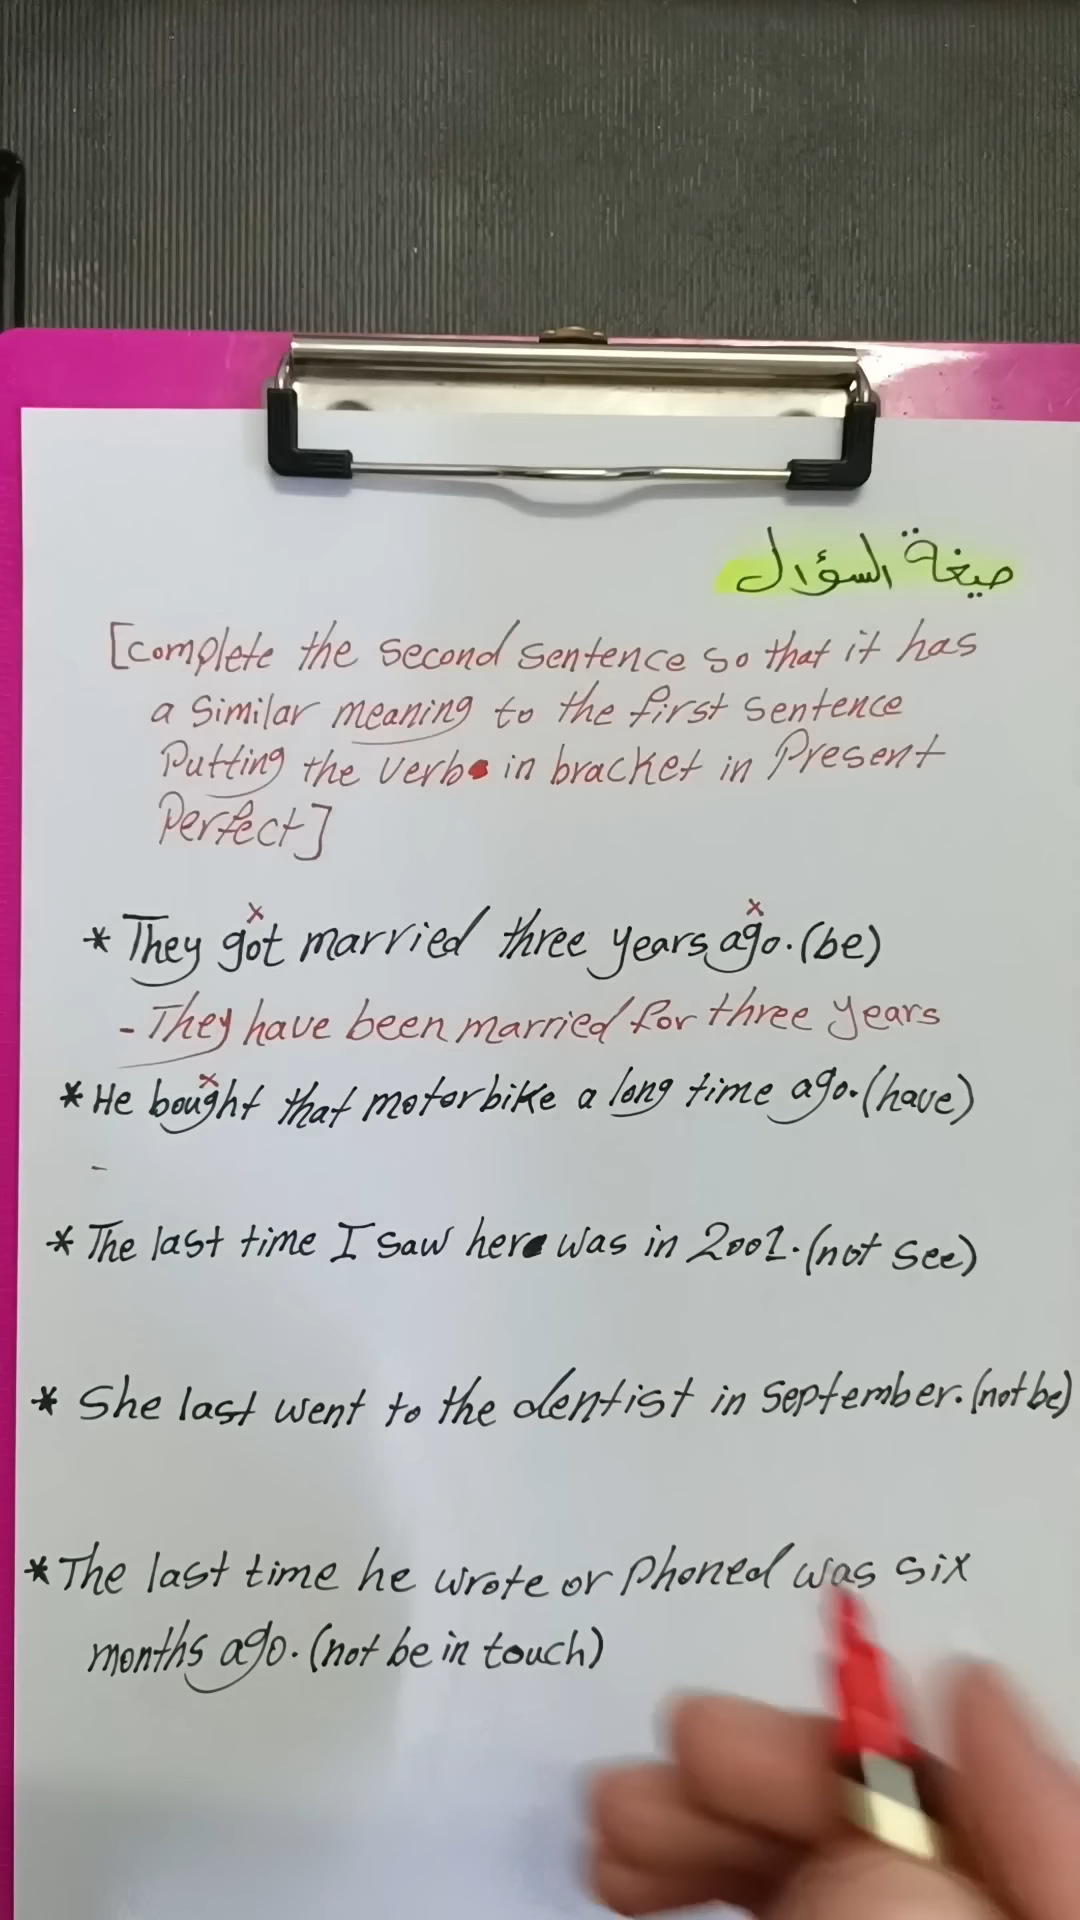 صيغة السؤال
[Complete the second sentence so that it has
a similar meaning to the first sentence
Putting the verb in bracket in Present
Perfect]
* They got married three years ago. (be)
- They have been married for three years
* He bought that motorbike a long time ago. (have)
-
* The last time I saw her was in 2001. (not see)
* She last went to the dentist in September. (not be)
* The last time he wrote or phoned was six
months ago. (not be in touch)